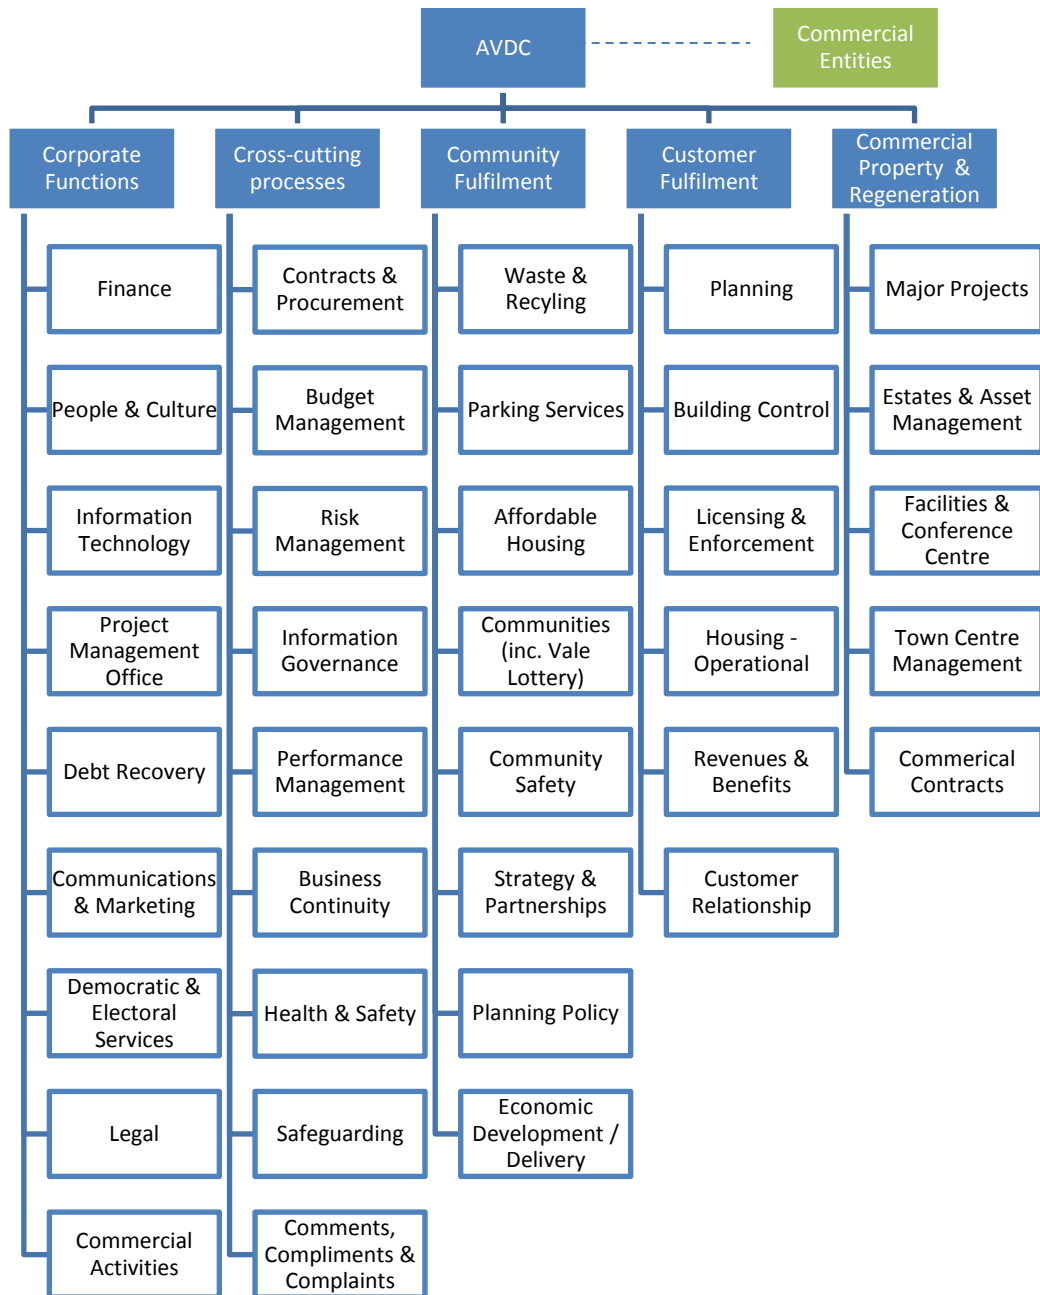 AVDC
Commercial
Entities
Corporate
Functions
Cross-cutting
processes
Community
Fulfilment
Customer
Fulfilment
Commercial
Property &
Regeneration
Finance
People & Culture
Information
Technology
Project
Management
Office
Debt Recovery
Communications
& Marketing
Democratic &
Electoral
Services
Legal
Commercial
Activities
Contracts &
Procurement
Budget
Management
Risk
Management
Information
Governance
Performance
Management
Business
Continuity
Health & Safety
Safeguarding
Comments,
Compliments &
Complaints
Waste &
Recyling
Parking Services
Affordable
Housing
Communities
(inc. Vale
Lottery)
Community
Safety
Strategy &
Partnerships
Planning Policy
Economic
Development /
Delivery
Planning
Building Control
Licensing &
Enforcement
Housing -
Operational
Revenues &
Benefits
Customer
Relationship
Major Projects
Estates & Asset
Management
Facilities &
Conference
Centre
Town Centre
Management
Commerical
Contracts